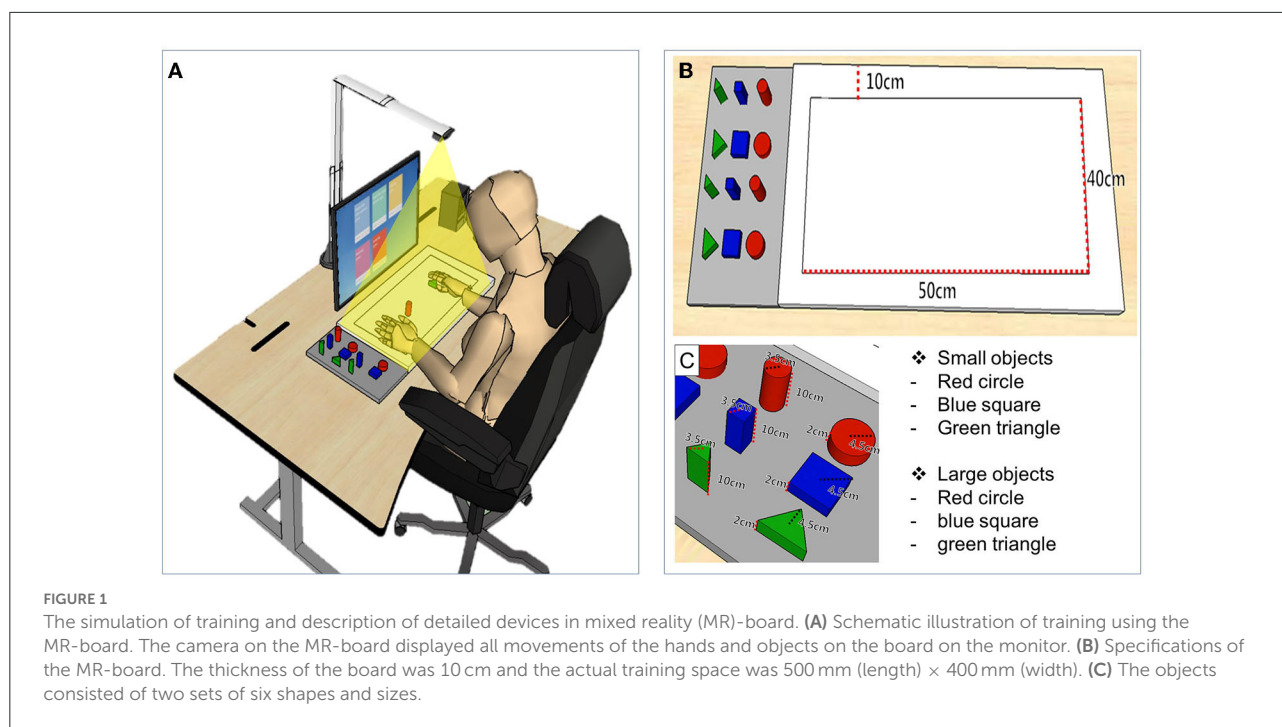 A
B
10cm
40cm
50cm
C
3.5cm
10cm
3.5cm
10cm
2cm
4.5cm
3.5cm
10cm
2cm
4.5cm
2cm
4.5cm
❖ Small objects
- Red circle
- Blue square
- Green triangle
❖ Large objects
- Red circle
- blue square
- green triangle
FIGURE 1
The simulation of training and description of detailed devices in mixed reality (MR)-board. (A) Schematic illustration of training using the
MR-board. The camera on the MR-board displayed all movements of the hands and objects on the board on the monitor. (B) Specifications of
the MR-board. The thickness of the board was 10 cm and the actual training space was 500 mm (length) × 400 mm (width). (C) The objects
consisted of two sets of six shapes and sizes.